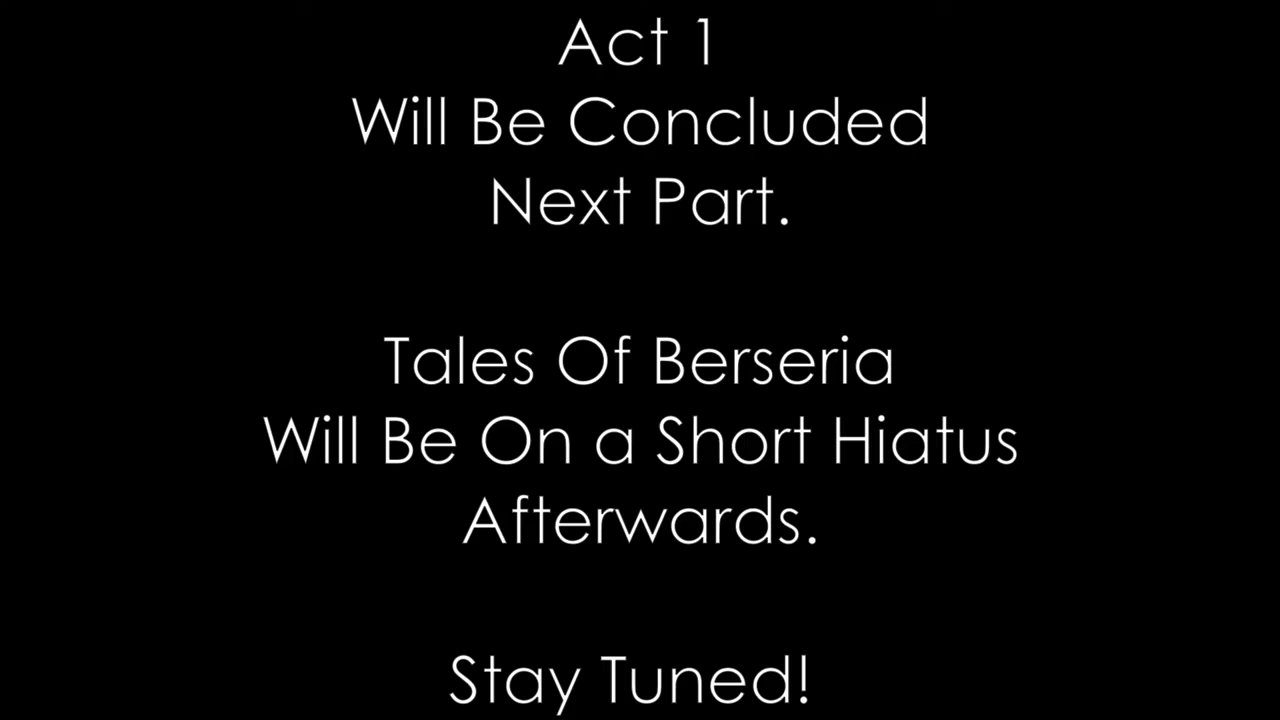 Act 1
Will Be Concluded
Next Part.
Tales Of Berseria
Will Be On a Short Hiatus
Afterwards.
Stay Tuned!